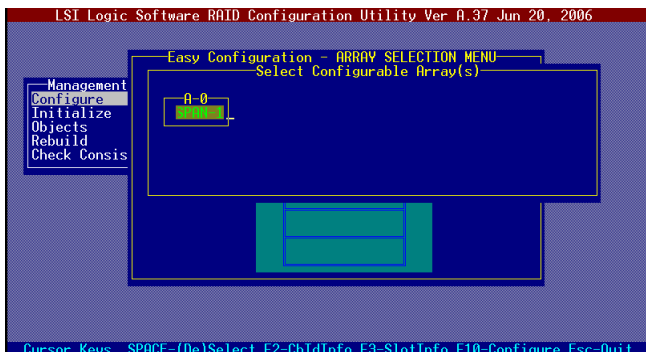 LSI Logic Software RAID Configuration Utility Ver A.37 Jun 20, 2006
Easy Configuration - ARRAY SELECTION MENU
Select Configurable Array(s)
Management
Configure
Initialize
Objects
Rebuild
Check Consis
A-0
SPAN-1
Cursor Keys, SPACE-(De)Select F2-ChIdInfo F3-SlotInfo F10-Configure Esc-Quit